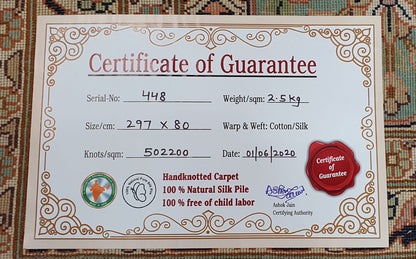 Certificate of Guarantee
Serial-No: 448 Weight/sqm: 2.5kg
Size/cm: 297 X 80 Warp & Weft: Cotton/Silk
Knots/sqm: 502200 Date: 01/06/2020
Handknotted Carpet
100 % Natural Silk Pile
100 % free of child labor
Certificate of
Guarantee
Ashok Jain
Certifying Authority